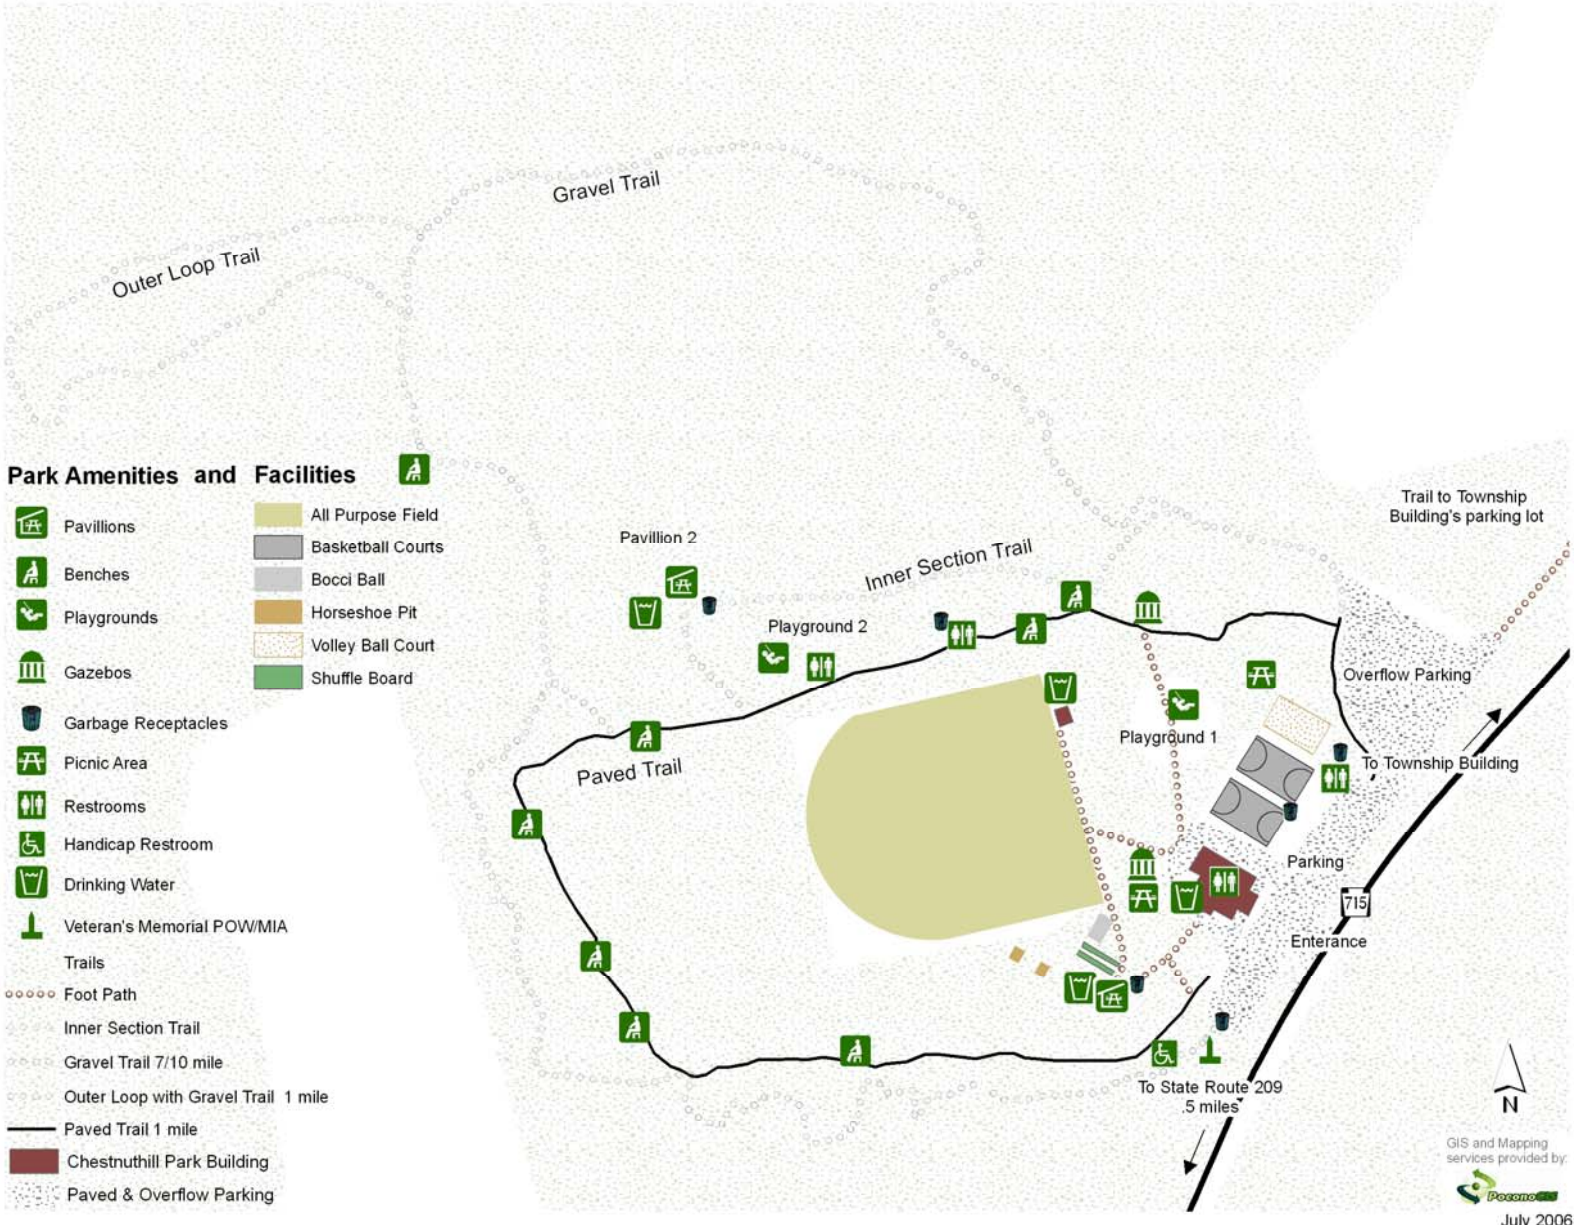 Gravel Trail
Outer Loop Trail
Park Amenities and Facilities
Pavillions
Benches
Playgrounds
Gazebos
Garbage Receptacles
Picnic Area
Restrooms
Handicap Restroom
Drinking Water
Veteran's Memorial POW/MIA
Trails
Foot Path
Inner Section Trail
Gravel Trail 7/10 mile
Outer Loop with Gravel Trail 1 mile
Paved Trail 1 mile
Chestnuthill Park Building
Paved & Overflow Parking
All Purpose Field
Basketball Courts
Bocci Ball
Horseshoe Pit
Volley Ball Court
Shuffle Board
Pavillion 2
Inner Section Trail
Playground 2
Paved Trail
Playground 1
Trail to Township
Building's parking lot
Overflow Parking
To Township Building
Parking
715
Enterance
To State Route 209
.5 miles
N
GIS and Mapping
services provided by:
PoconoGIS
July 2006